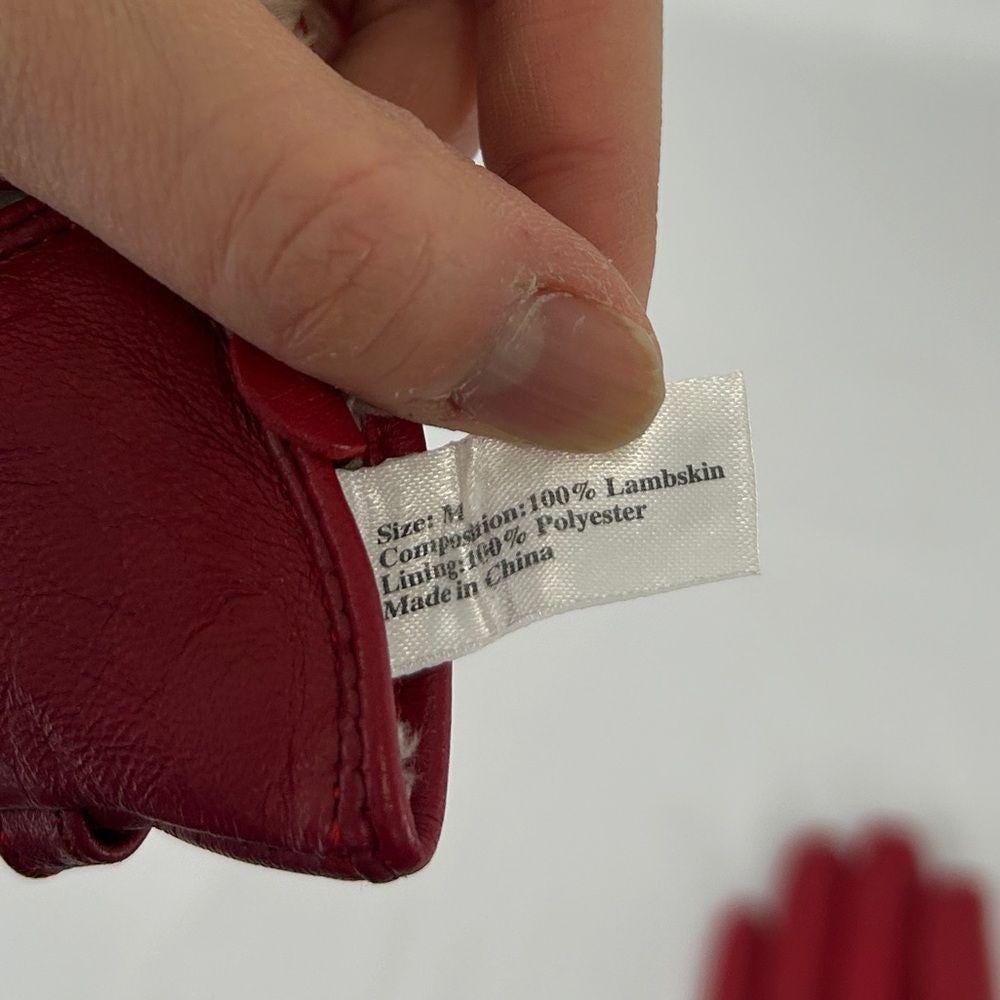 Size: M
Composition:100% Lambskin
Lining:100% Polyester
Made in China